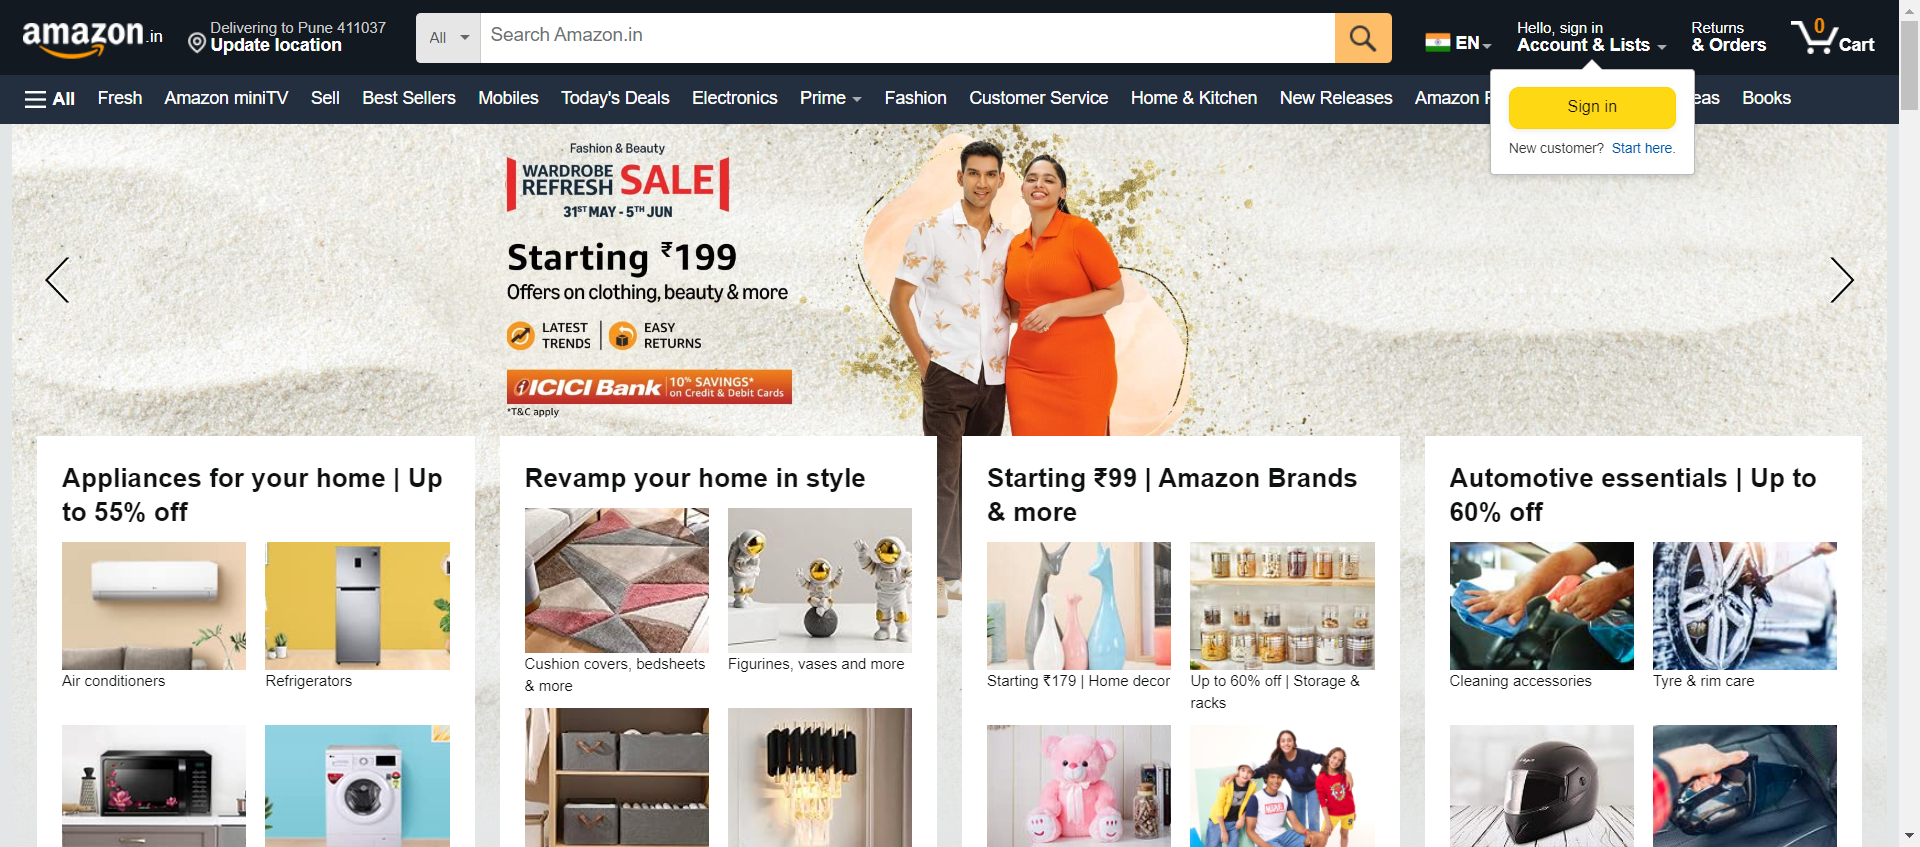 amazon.in
Delivering to Pune 411037
Update location
All
Search Amazon.in
EN
Hello, sign in
Account & Lists
Returns
& Orders
0
Cart
All
Fresh
Amazon miniTV
Sell
Best Sellers
Mobiles
Today's Deals
Electronics
Prime
Fashion
Customer Service
Home & Kitchen
New Releases
Amazon
Books
Sign in
New customer? Start here.
Fashion & Beauty
WARDROBE
REFRESH SALE
31ST MAY - 5TH JUN
Starting ₹199
Offers on clothing, beauty & more
LATEST
TRENDS
EASY
RETURNS
ICICI Bank
10% SAVINGS*
on Credit & Debit Cards
*T&C apply
Appliances for your home | Up
to 55% off
Air conditioners
Refrigerators
Revamp your home in style
Cushion covers, bedsheets
& more
Figurines, vases and more
Starting ₹99 | Amazon Brands
& more
Starting ₹179 | Home decor
Up to 60% off | Storage &
racks
MARVEL
Automotive essentials | Up to
60% off
Cleaning accessories
Tyre & rim care